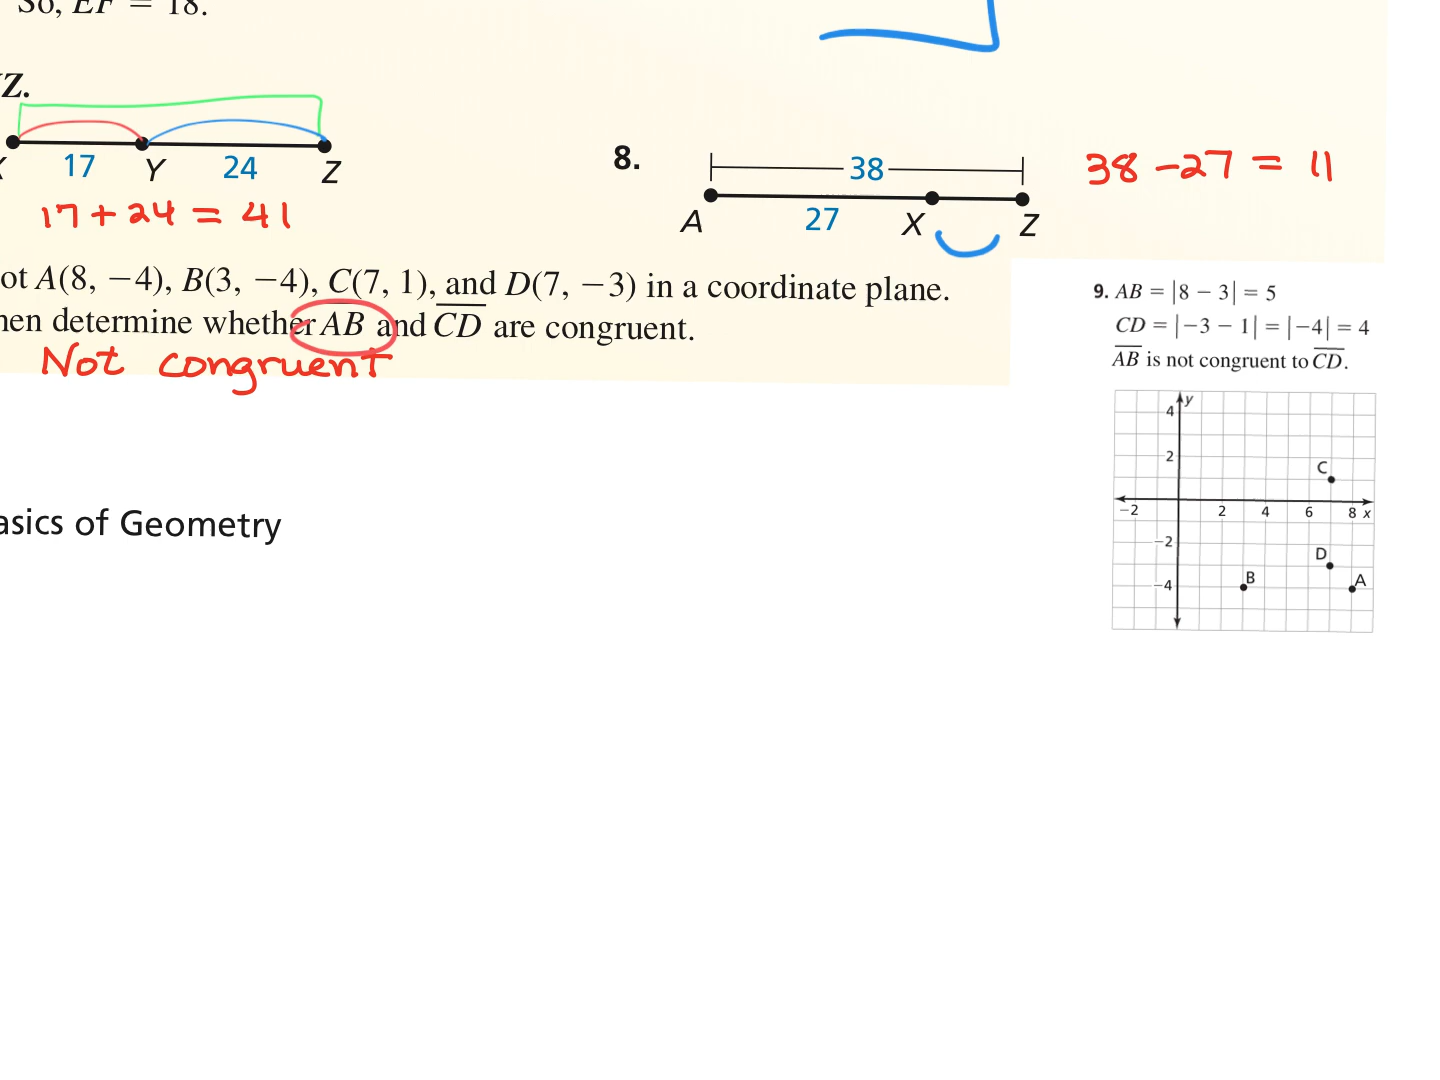 So, EF = 18.
YZ.
17 Y 24 Z
17 + 24 = 41
8.
38
A 27 X Z
38 - 27 = 11
ot A(8, −4), B(3, −4), C(7, 1), and D(7, −3) in a coordinate plane.
hen determine whether AB and CD are congruent.
Not congruent
9. AB = |8 − 3| = 5
CD = |−3 − 1| = |−4| = 4
AB is not congruent to CD.
4 y
2
C
−2 2 4 6 8 x
−2
D
−4 B A
asics of Geometry